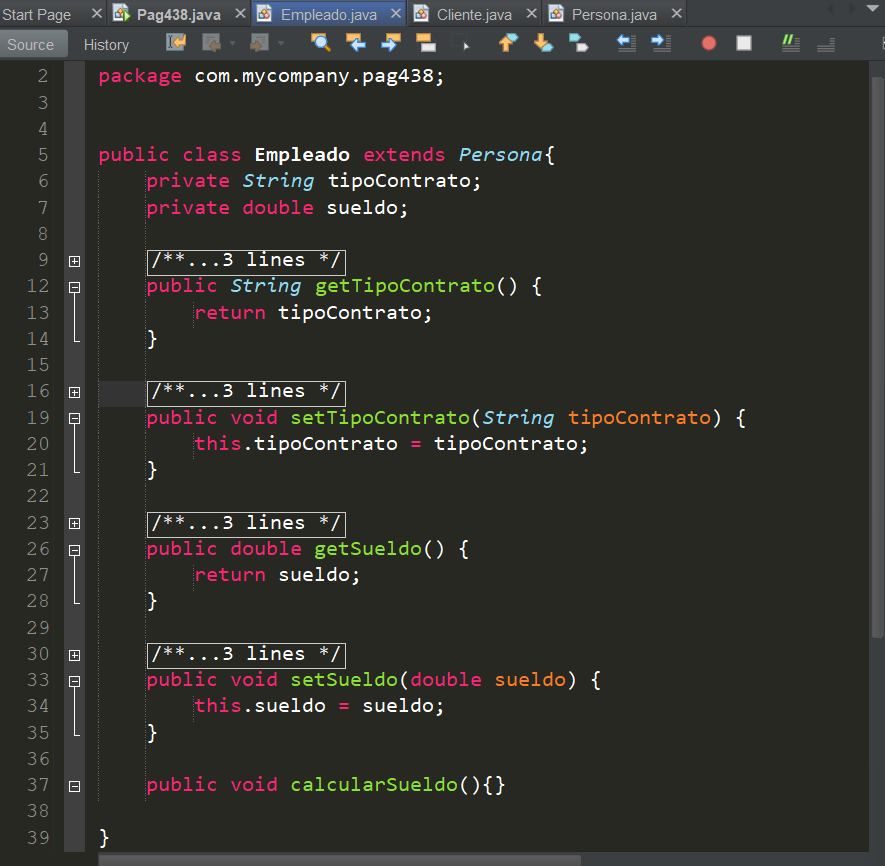 Start Page Pag438.java Empleado.java Cliente.java Persona.java
Source History
2 package com.mycompany.pag438;
3
4
5 public class Empleado extends Persona{
6 private String tipoContrato;
7 private double sueldo;
8
9 /**...3 lines */
12 public String getTipoContrato() {
13 return tipoContrato;
14 }
15
16 /**...3 lines */
19 public void setTipoContrato(String tipoContrato) {
20 this.tipoContrato = tipoContrato;
21 }
22
23 /**...3 lines */
26 public double getSueldo() {
27 return sueldo;
28 }
29
30 /**...3 lines */
33 public void setSueldo(double sueldo) {
34 this.sueldo = sueldo;
35 }
36
37 public void calcularSueldo(){}
38
39 }